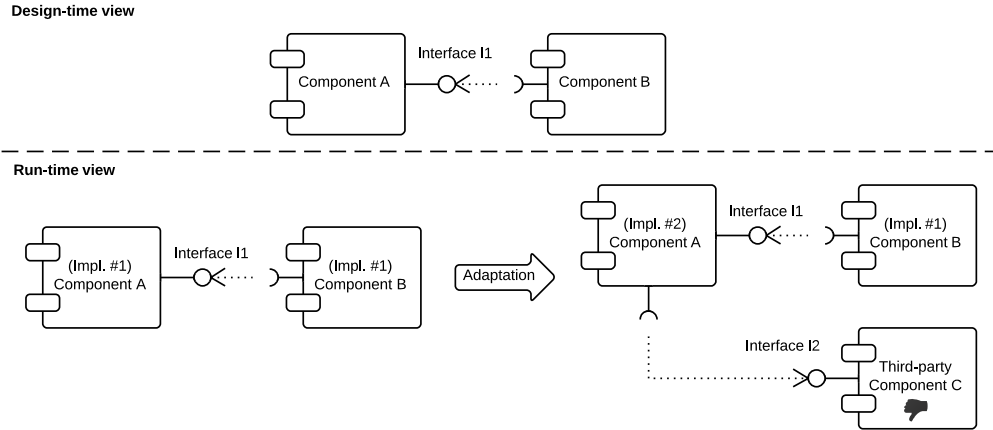 Design-time view
Interface I1
Component A
Component B
Run-time view
(Impl. #1)
Component A
Interface I1
(Impl. #1)
Component B
Adaptation
(Impl. #2)
Component A
Interface I1
(Impl. #1)
Component B
Interface I2
Third-party
Component C